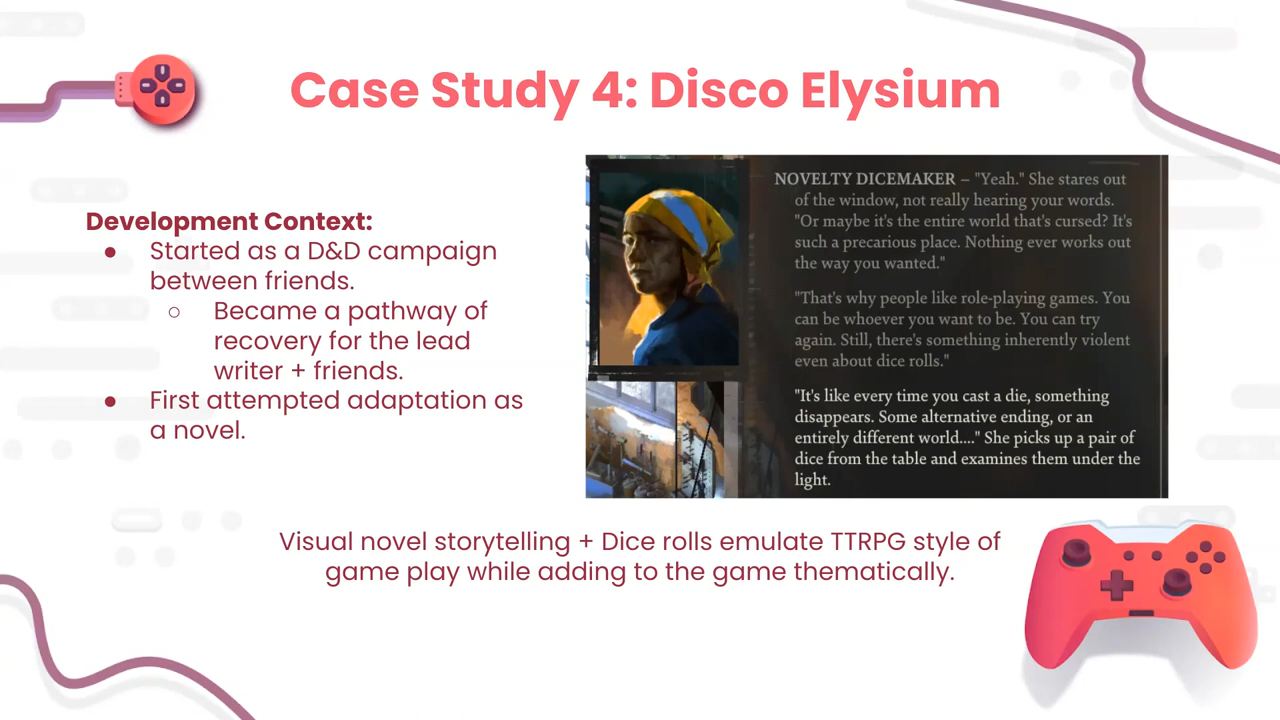 Case Study 4: Disco Elysium
Development Context:
● Started as a D&D campaign
between friends.
○ Became a pathway of
recovery for the lead
writer + friends.
● First attempted adaptation as
a novel.
NOVELTY DICEMAKER – "Yeah." She stares out
of the window, not really hearing your words.
"Or maybe it's the entire world that's cursed? It's
such a precarious place. Nothing ever works out
the way you wanted."
"That's why people like role-playing games. You
can be whoever you want to be. You can try
again. Still, there's something inherently violent
even about dice rolls."
"It's like every time you cast a die, something
disappears. Some alternative ending, or an
entirely different world...." She picks up a pair of
dice from the table and examines them under the
light.
Visual novel storytelling + Dice rolls emulate TTRPG style of
game play while adding to the game thematically.